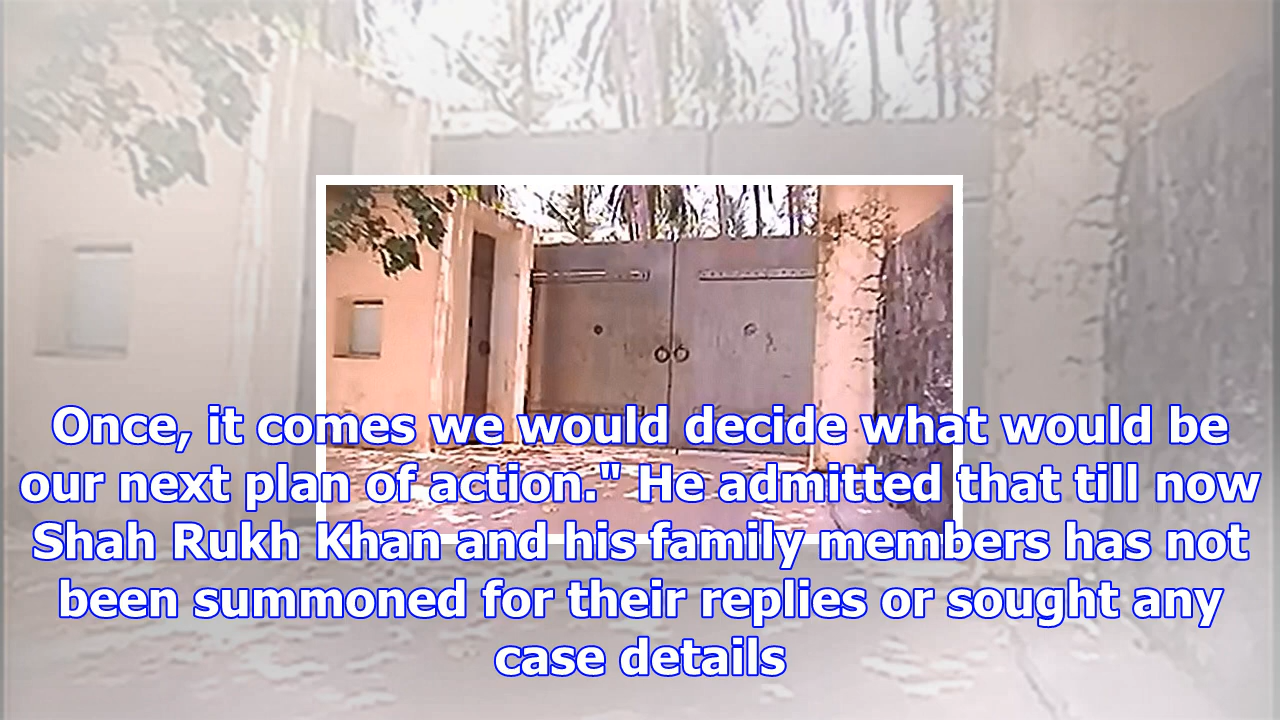 Once, it comes we would decide what would be
our next plan of action." He admitted that till now
Shah Rukh Khan and his family members has not
been summoned for their replies or sought any
case details